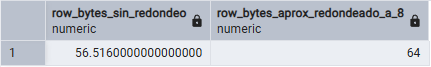 row_bytes_sin_redondeo row_bytes_aprox_redondeado_a_8
numeric numeric
1 56.5160000000000000 64